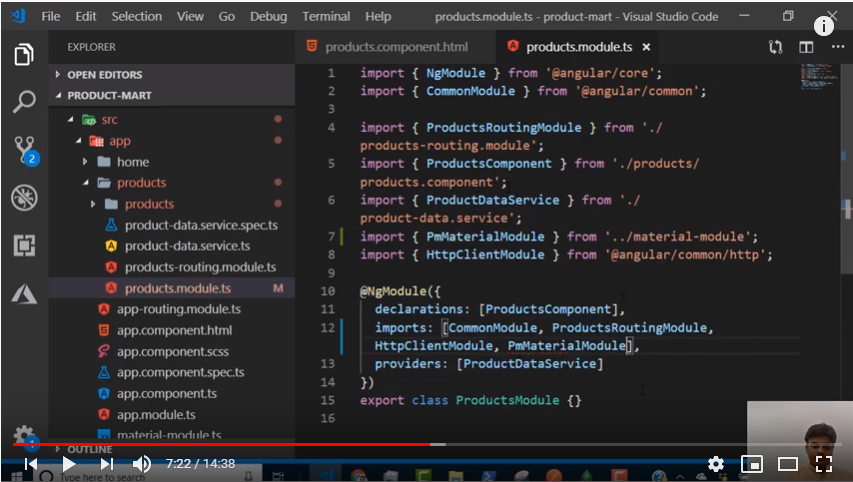 File Edit Selection View Go Debug Terminal Help products.module.ts - product-mart - Visual Studio Code
EXPLORER
OPEN EDITORS
PRODUCT-MART
src
app
home
products
products
product-data.service.spec.ts
product-data.service.ts
products-routing.module.ts
products.module.ts M
app-routing.module.ts
app.component.html
app.component.scss
app.component.spec.ts
app.component.ts
app.module.ts
material-module.ts
OUTLINE
2
1
products.component.html products.module.ts
1 import { NgModule } from '@angular/core';
2 import { CommonModule } from '@angular/common';
3
4 import { ProductsRoutingModule } from './
products-routing.module';
5 import { ProductsComponent } from './products/
products.component';
6 import { ProductDataService } from './
product-data.service';
7 import { PmMaterialModule } from '../material-module';
8 import { HttpClientModule } from '@angular/common/http';
9
10 @NgModule({
11 declarations: [ProductsComponent],
12 imports: [CommonModule, ProductsRoutingModule,
HttpClientModule, PmMaterialModule],
13 providers: [ProductDataService]
14 })
15 export class ProductsModule {}
16
7:22 / 14:38
Type here to search